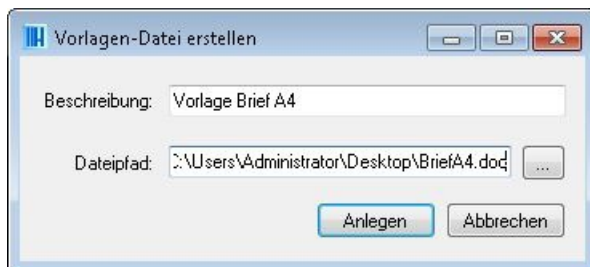 Vorlagen-Datei erstellen
Beschreibung: Vorlage Brief A4
Dateipfad: :\Users\Administrator\Desktop\BriefA4.doc ...
Anlegen Abbrechen